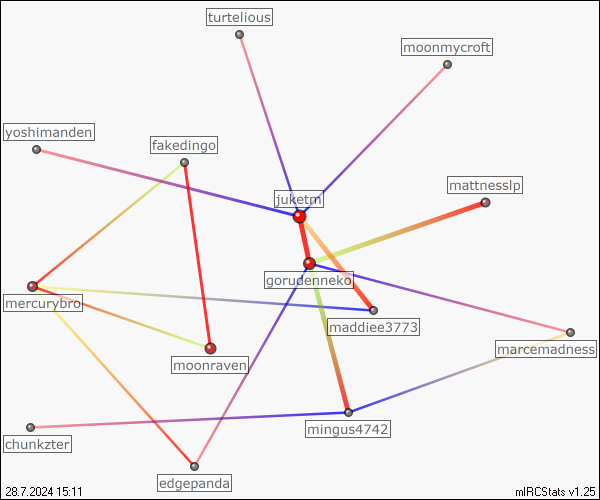 turtelious
moonmycroft
yoshimanden
fakedingo
mattnesslp
juketm
gorudenneko
mercurybro
maddiee3773
marcemadness
moonraven
mingus4742
chunkzter
edgepanda
28.7.2024 15:11
mIRCStats v1.25